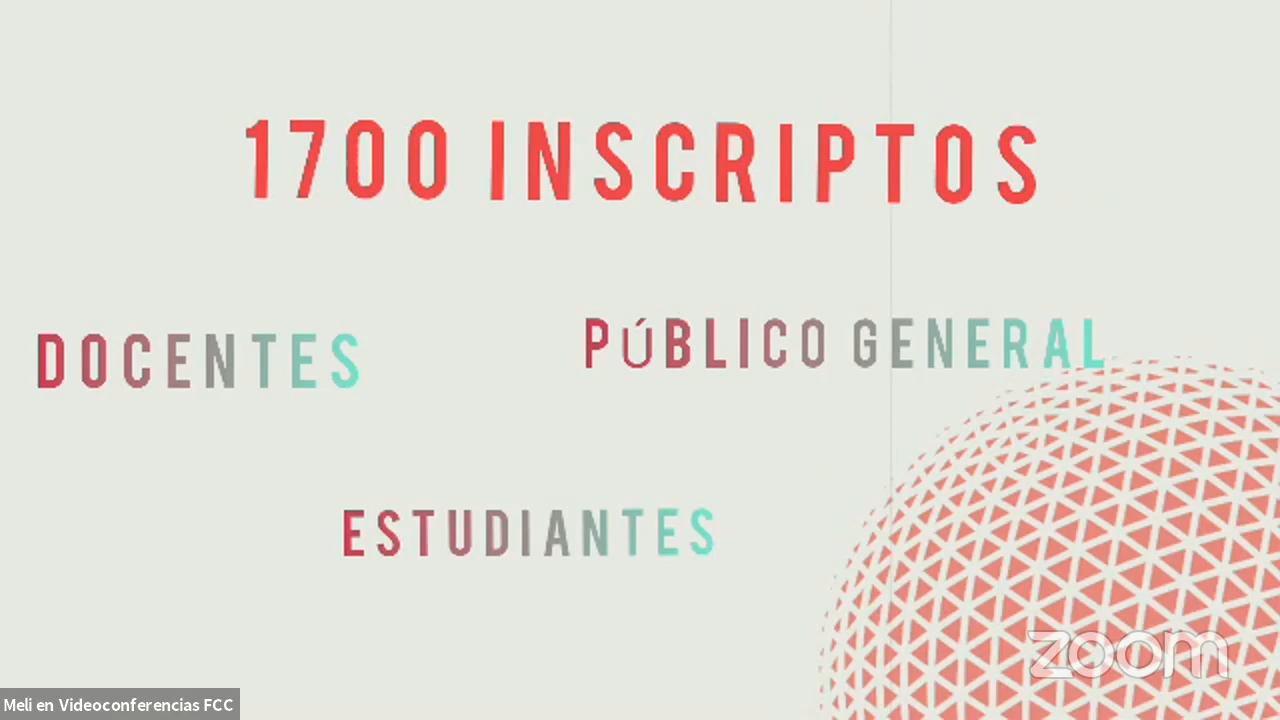 1700 INSCRIPTOS
DOCENTES
PÚBLICO GENERAL
ESTUDIANTES
zoom
Meli en Videoconferencias FCC